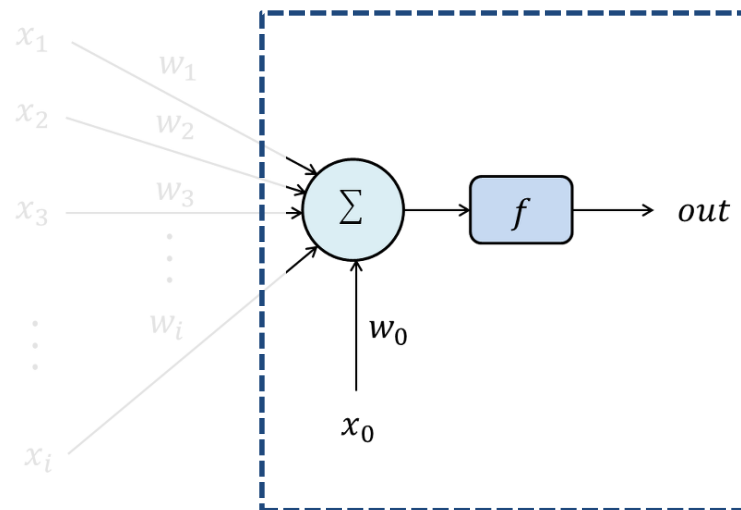 x₁
w₁
x₂
w₂
x₃
w₃
Σ
f
out
⋮
wᵢ
w₀
⋮
x₀
xᵢ